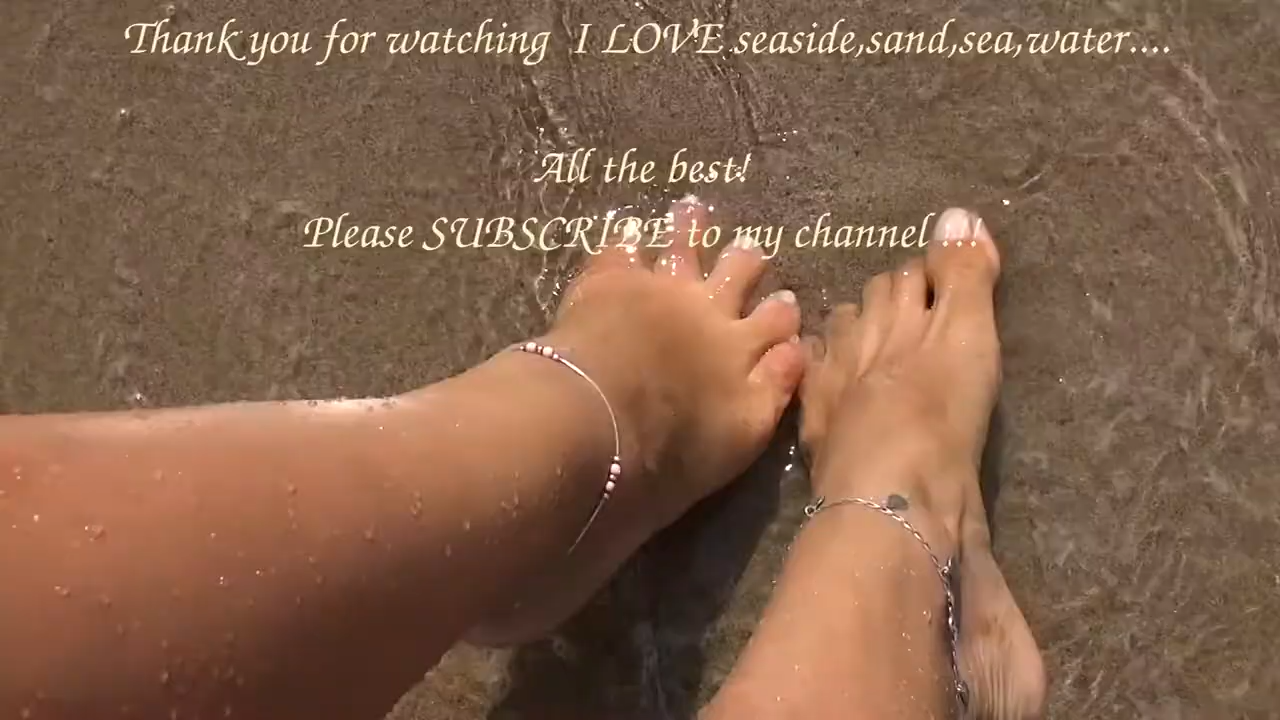 Thank you for watching I LOVE seaside,sand,sea,water....
All the best!
Please SUBSCRIBE to my channel ...!